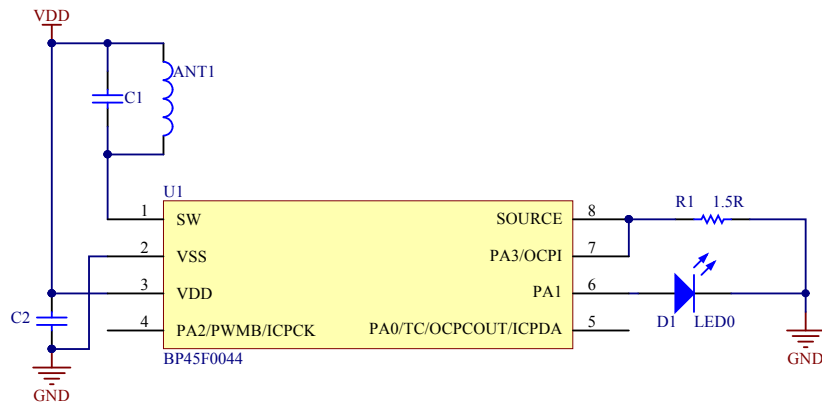 VDD
C1
ANT1
U1
1 SW
2 VSS
3 VDD
4 PA2/PWMB/ICPCK
SOURCE 8
PA3/OCPI 7
PA1 6
PA0/TC/OCPCOUT/ICPDA 5
BP45F0044
C2
GND
R1 1.5R
D1 LED0
GND